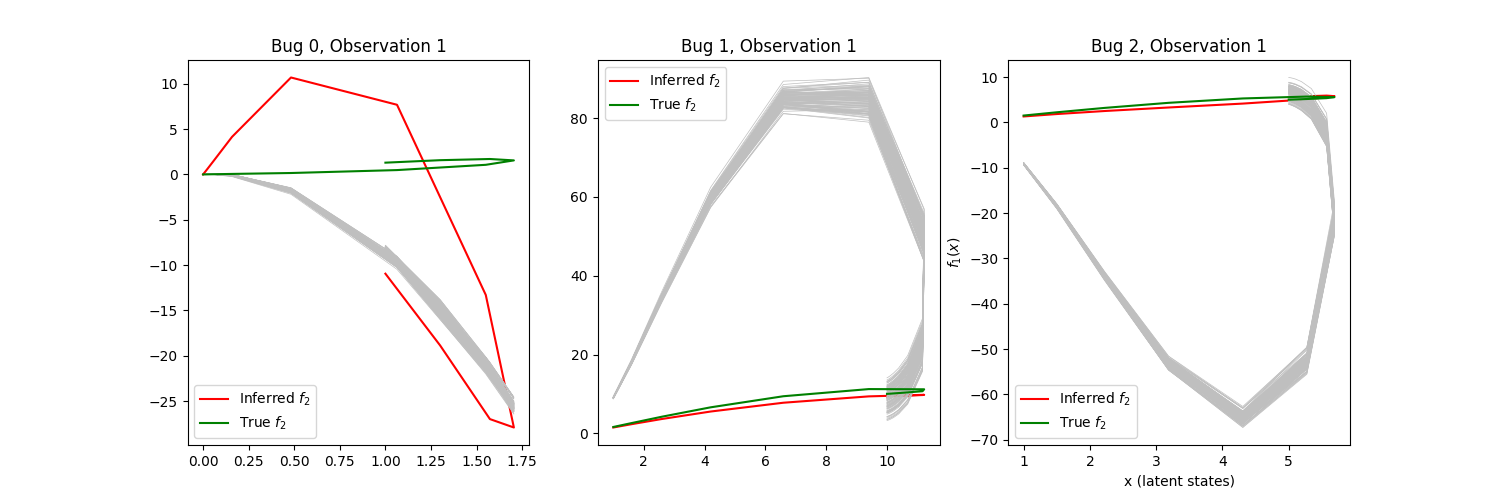 Bug 0, Observation 1
10
5
0
−5
−10
−15
−20
−25
Inferred f₂
True f₂
0.00 0.25 0.50 0.75 1.00 1.25 1.50 1.75
Bug 1, Observation 1
Inferred f₂
True f₂
80
60
40
20
0
2 4 6 8 10
Bug 2, Observation 1
f₁(x)
10
0
−10
−20
−30
−40
−50
−60
−70
Inferred f₂
True f₂
1 2 3 4 5
x (latent states)